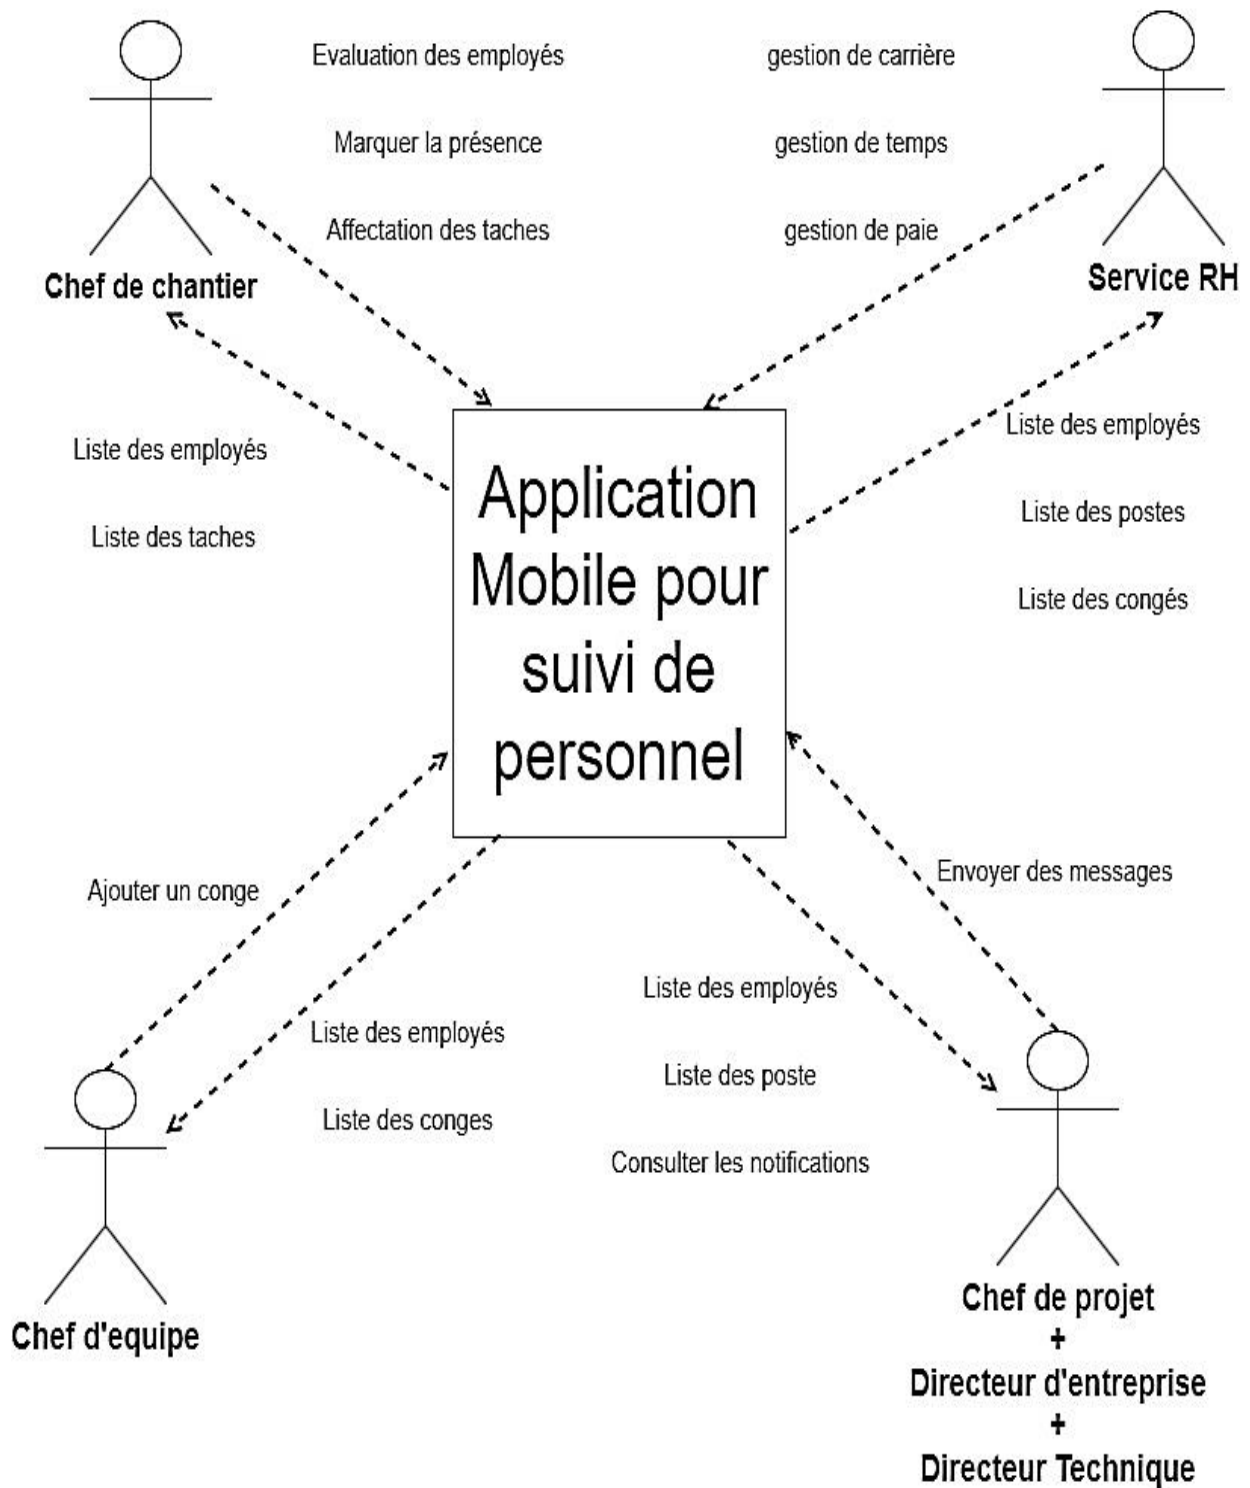 Evaluation des employés
gestion de carrière
Marquer la présence
gestion de temps
Affectation des taches
gestion de paie
Chef de chantier
Service RH
Liste des employés
Liste des taches
Application
Mobile pour
suivi de
personnel
Liste des employés
Liste des postes
Liste des congés
Ajouter un conge
Envoyer des messages
Liste des employés
Liste des conges
Liste des employés
Liste des poste
Consulter les notifications
Chef d'equipe
Chef de projet
+
Directeur d'entreprise
+
Directeur Technique